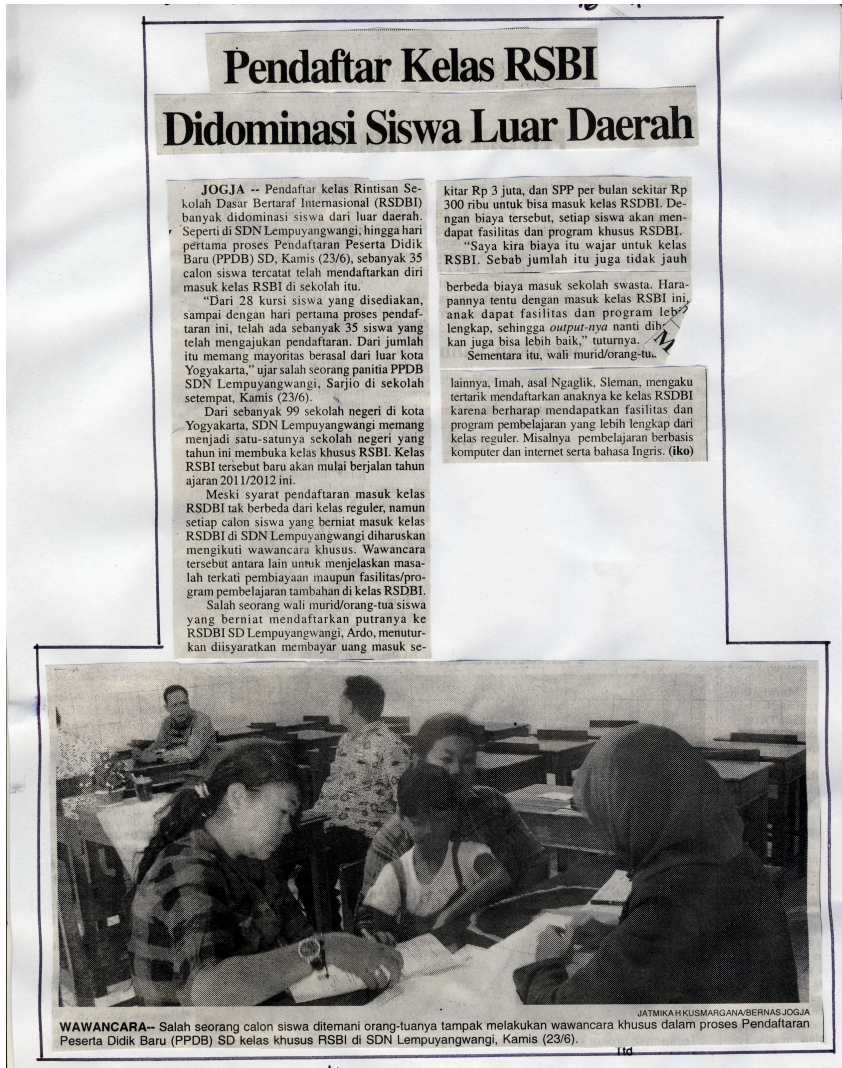 Pendaftar Kelas RSBI
Didominasi Siswa Luar Daerah
JOGJA -- Pendaftar kelas Rintisan Se-
kolah Dasar Bertaraf Internasional (RSDBI)
banyak didominasi siswa dari luar daerah.
Seperti di SDN Lempuyangwangi, hingga hari
pertama proses Pendaftaran Peserta Didik
Baru (PPDB) SD, Kamis (23/6), sebanyak 35
calon siswa tercatat telah mendaftarkan diri
masuk kelas RSBI di sekolah itu.
"Dari 28 kursi siswa yang disediakan,
sampai dengan hari pertama proses pendaf-
taran ini, telah ada sebanyak 35 siswa yang
telah mengajukan pendaftaran. Dari jumlah
itu memang mayoritas berasal dari luar kota
Yogyakarta," ujar salah seorang panitia PPDB
SDN Lempuyangwangi, Sarjio di sekolah
setempat, Kamis (23/6).
Dari sebanyak 99 sekolah negeri di kota
Yogyakarta, SDN Lempuyangwangi memang
menjadi satu-satunya sekolah negeri yang
tahun ini membuka kelas khusus RSBI. Kelas
RSBI tersebut baru akan mulai berjalan tahun
ajaran 2011/2012 ini.
Meski syarat pendaftaran masuk kelas
RSDBI tak berbeda dari kelas reguler, namun
setiap calon siswa yang berniat masuk kelas
RSDBI di SDN Lempuyangwangi diharuskan
mengikuti wawancara khusus. Wawancara
tersebut antara lain untuk menjelaskan masa-
lah terkati pembiayaan maupun fasilitas/pro-
gram pembelajaran tambahan di kelas RSDBI.
Salah seorang wali murid/orang-tua siswa
yang berniat mendaftarkan putranya ke
RSDBI SD Lempuyangwangi, Ardo, menutur-
kan diisyaratkan membayar uang masuk se-
kitar Rp 3 juta, dan SPP per bulan sekitar Rp
300 ribu untuk bisa masuk kelas RSDBI. De-
ngan biaya tersebut, setiap siswa akan men-
dapat fasilitas dan program khusus RSDBI.
"Saya kira biaya itu wajar untuk kelas
RSBI. Sebab jumlah itu juga tidak jauh
berbeda biaya masuk sekolah swasta. Hara-
pannya tentu dengan masuk kelas RSBI ini,
anak dapat fasilitas dan program
lengkap, sehingga output-nya nanti
kan juga bisa lebih baik," tuturnya.
Sementara itu, wali murid/orang-tu
lainnya, Imah, asal Ngaglik, Sleman, mengaku
tertarik mendaftarkan anaknya ke kelas RSDBI
karena berharap mendapatkan fasilitas dan
program pembelajaran yang lebih lengkap dari
kelas reguler. Misalnya pembelajaran berbasis
komputer dan internet serta bahasa Ingris. (iko)
JATMIKA H KUSMARGANA/BERNAS JOGJA
WAWANCARA-- Salah seorang calon siswa ditemani orang-tuanya tampak melakukan wawancara khusus dalam proses Pendaftaran
Peserta Didik Baru (PPDB) SD kelas khusus RSBI di SDN Lempuyangwangi, Kamis (23/6).
Ttd